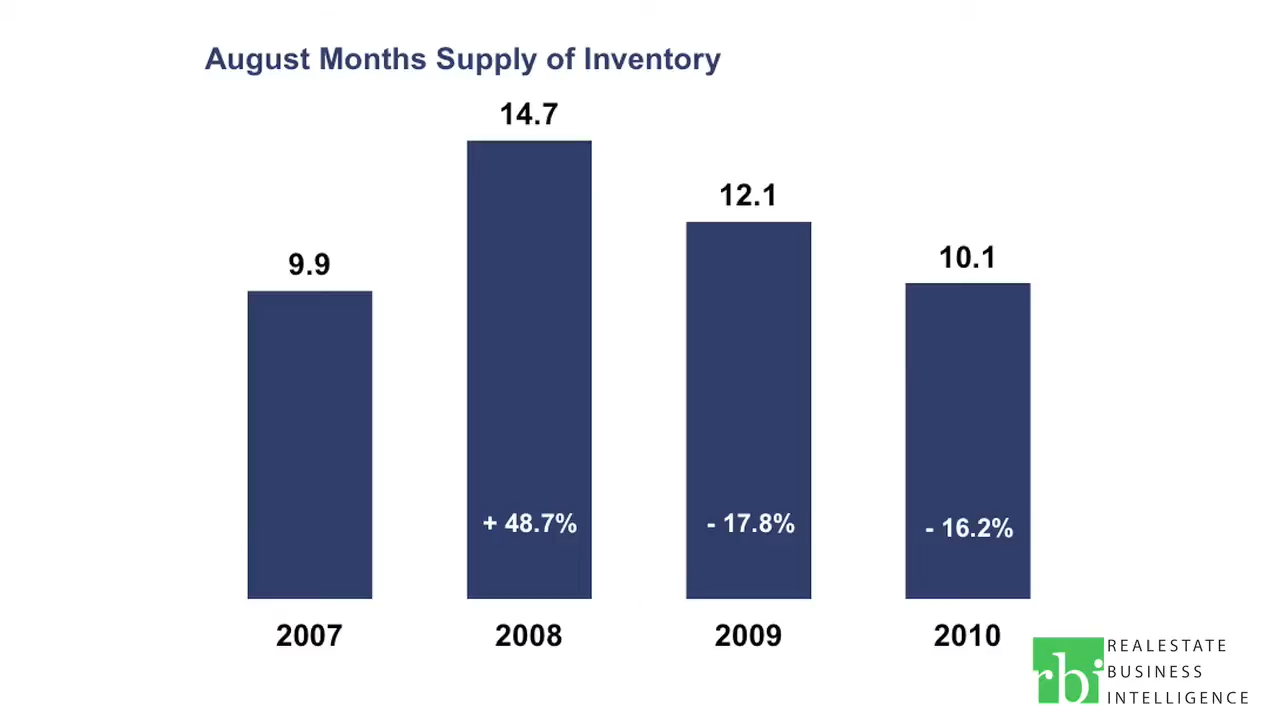 August Months Supply of Inventory
14.7
12.1
10.1
9.9
+ 48.7%
- 17.8%
- 16.2%
2007
2008
2009
2010
rbi
REALESTATE
BUSINESS
INTELLIGENCE